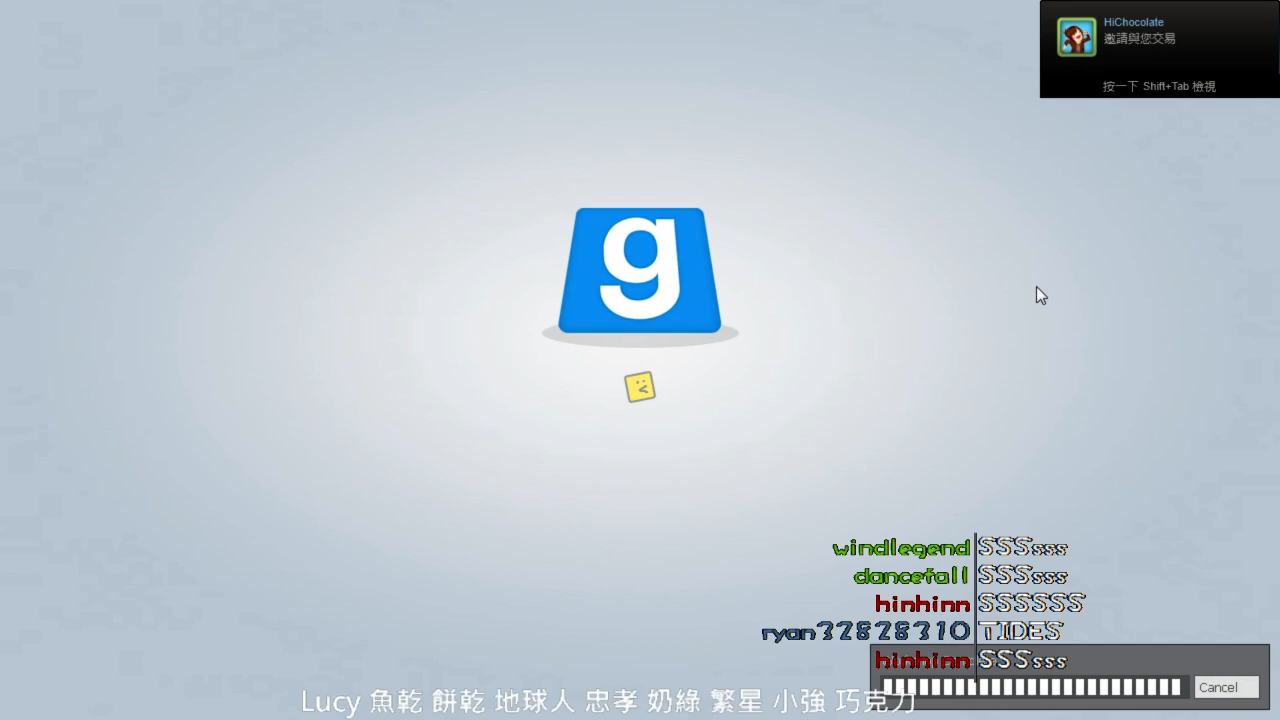 HiChocolate
邀請與您交易
按一下 Shift+Tab 檢視
g
windlegend SSSsss
dancefall SSSsss
hinhinn SSSSSS
ryan32828310 TIDES
hinhinn SSSsss
Cancel
Lucy 魚乾 餅乾 地球人 忠孝 奶綠 繁星 小強 巧克力